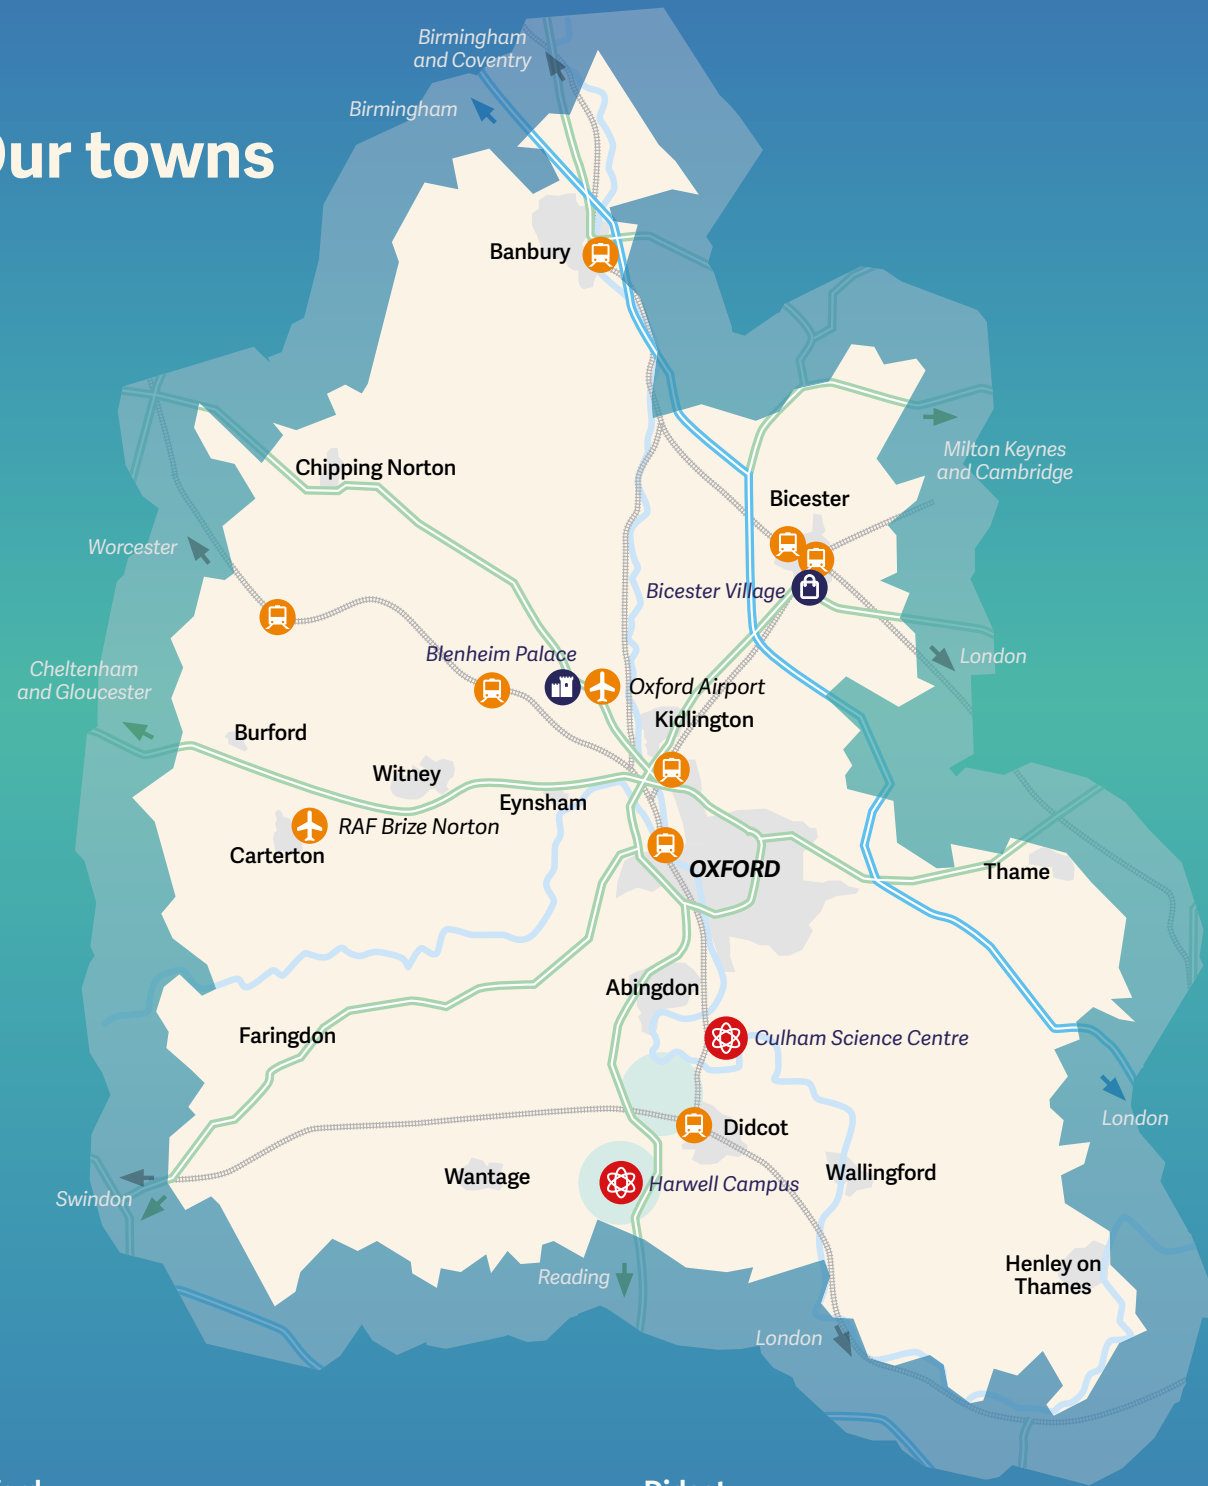 Birmingham
and Coventry
Birmingham
Our towns
Banbury
Chipping Norton
Milton Keynes
and Cambridge
Bicester
Worcester
Bicester Village
Blenheim Palace
London
Cheltenham
and Gloucester
Oxford Airport
Kidlington
Burford
Witney
Eynsham
RAF Brize Norton
Carterton
OXFORD
Thame
Abingdon
Faringdon
Culham Science Centre
London
Didcot
Wantage
Harwell Campus
Wallingford
Swindon
Reading
Henley on
Thames
London